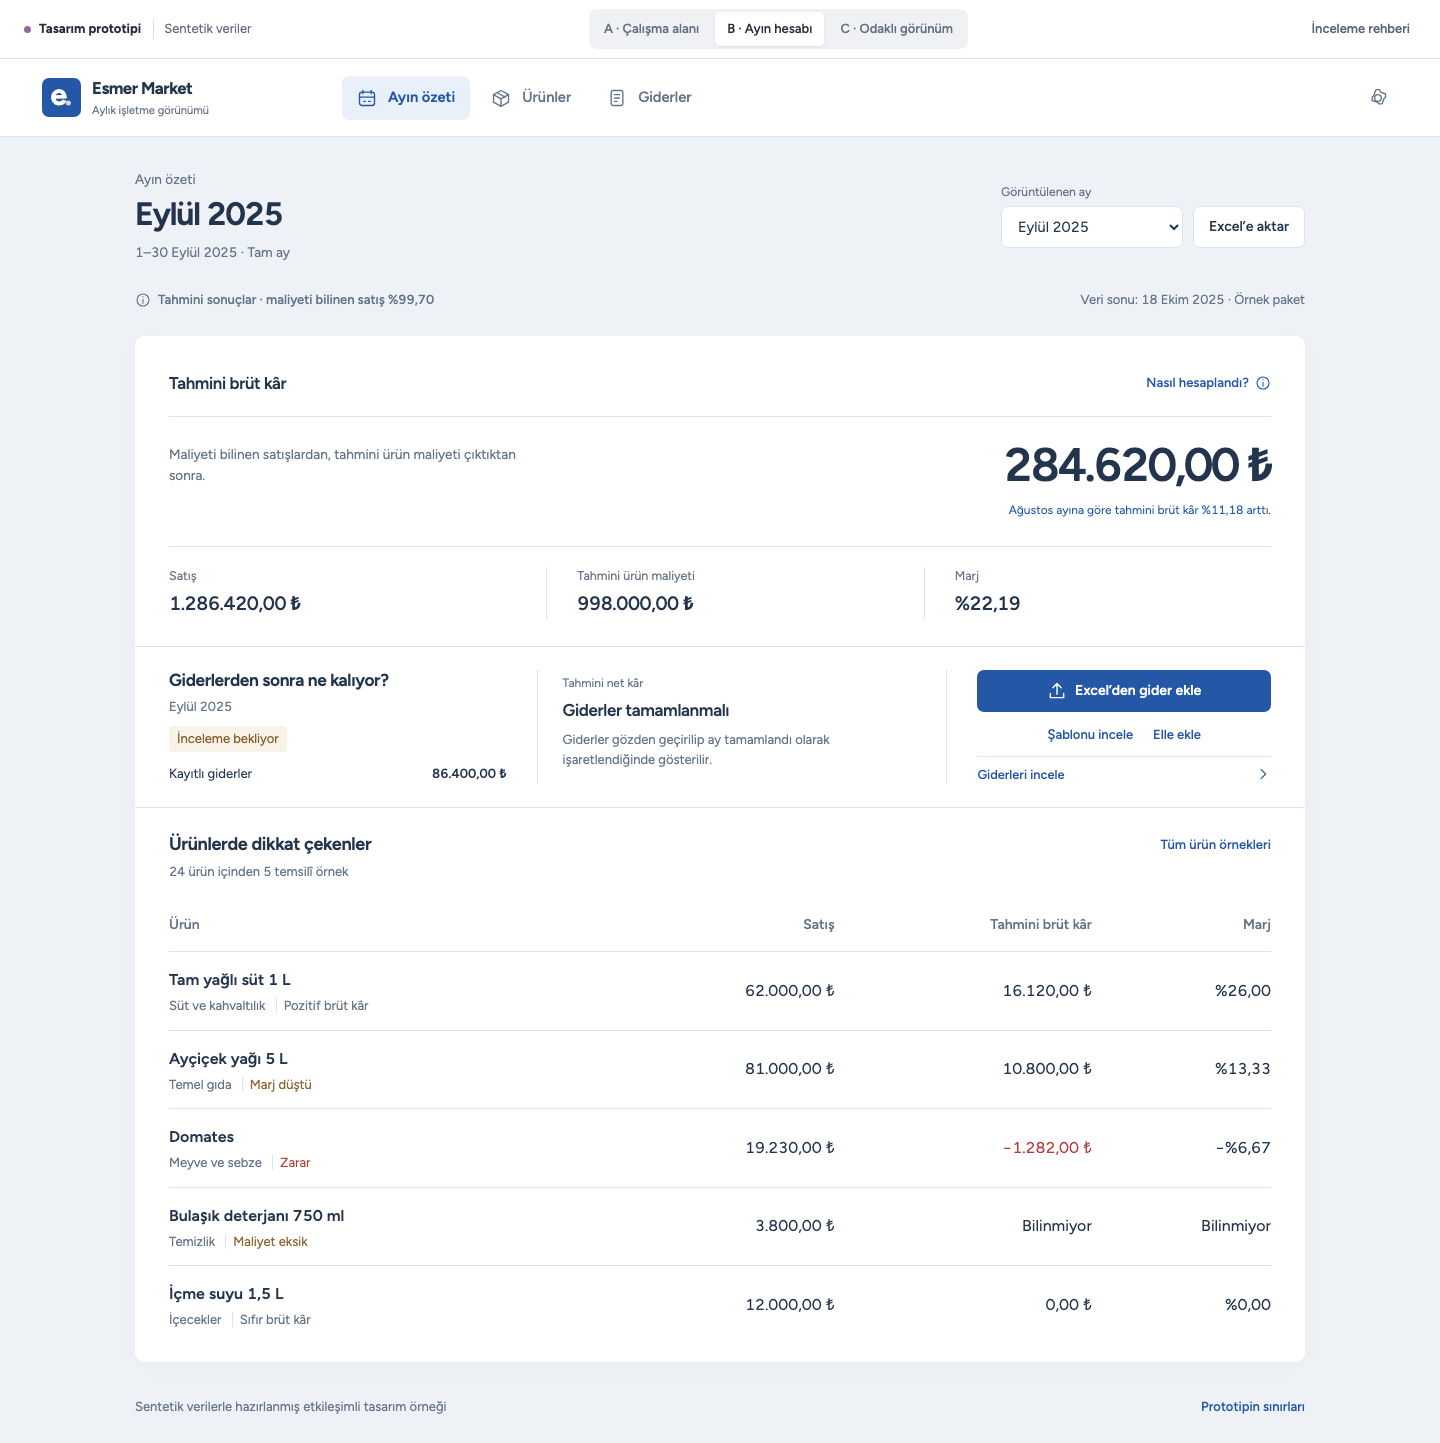 Tasarım prototipi Sentetik veriler
A · Çalışma alanı B · Ayın hesabı C · Odaklı görünüm
İnceleme rehberi
e.
Esmer Market
Aylık işletme görünümü
Ayın özeti Ürünler Giderler
Ayın özeti
Eylül 2025
1–30 Eylül 2025 · Tam ay
Görüntülenen ay
Eylül 2025 Excel’e aktar
Tahmini sonuçlar · maliyeti bilinen satış %99,70
Veri sonu: 18 Ekim 2025 · Örnek paket
Tahmini brüt kâr
Nasıl hesaplandı?
Maliyeti bilinen satışlardan, tahmini ürün maliyeti çıktıktan
sonra.
284.620,00 ₺
Ağustos ayına göre tahmini brüt kâr %11,18 arttı.
Satış
1.286.420,00 ₺
Tahmini ürün maliyeti
998.000,00 ₺
Marj
%22,19
Giderlerden sonra ne kalıyor?
Eylül 2025
İnceleme bekliyor
Kayıtlı giderler 86.400,00 ₺
Tahmini net kâr
Giderler tamamlanmalı
Giderler gözden geçirilip ay tamamlandı olarak
işaretlendiğinde gösterilir.
Excel’den gider ekle
Şablonu incele Elle ekle
Giderleri incele
Ürünlerde dikkat çekenler
Tüm ürün örnekleri
24 ürün içinden 5 temsilî örnek
Ürün Satış Tahmini brüt kâr Marj
Tam yağlı süt 1 L
Süt ve kahvaltılık Pozitif brüt kâr
62.000,00 ₺ 16.120,00 ₺ %26,00
Ayçiçek yağı 5 L
Temel gıda Marj düştü
81.000,00 ₺ 10.800,00 ₺ %13,33
Domates
Meyve ve sebze Zarar
19.230,00 ₺ −1.282,00 ₺ −%6,67
Bulaşık deterjanı 750 ml
Temizlik Maliyet eksik
3.800,00 ₺ Bilinmiyor Bilinmiyor
İçme suyu 1,5 L
İçecekler Sıfır brüt kâr
12.000,00 ₺ 0,00 ₺ %0,00
Sentetik verilerle hazırlanmış etkileşimli tasarım örneği
Prototipin sınırları